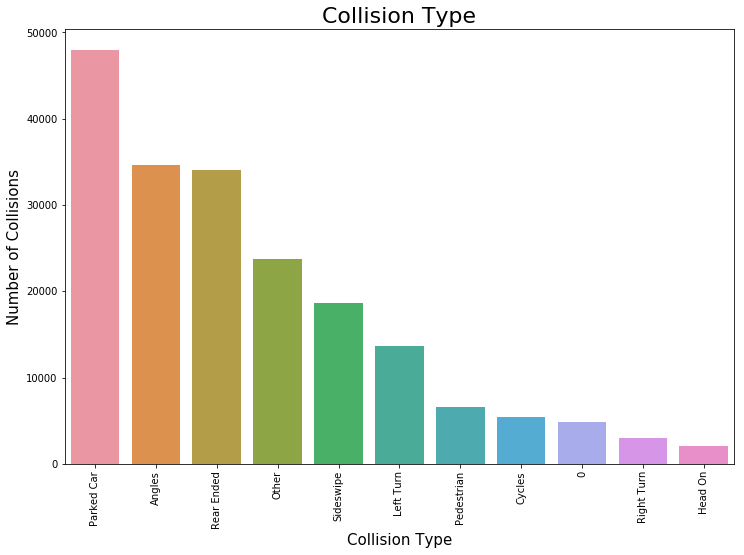 Collision Type
50000
40000
30000
20000
10000
0
Number of Collisions
Parked Car
Angles
Rear Ended
Other
Sideswipe
Left Turn
Pedestrian
Cycles
0
Right Turn
Head On
Collision Type